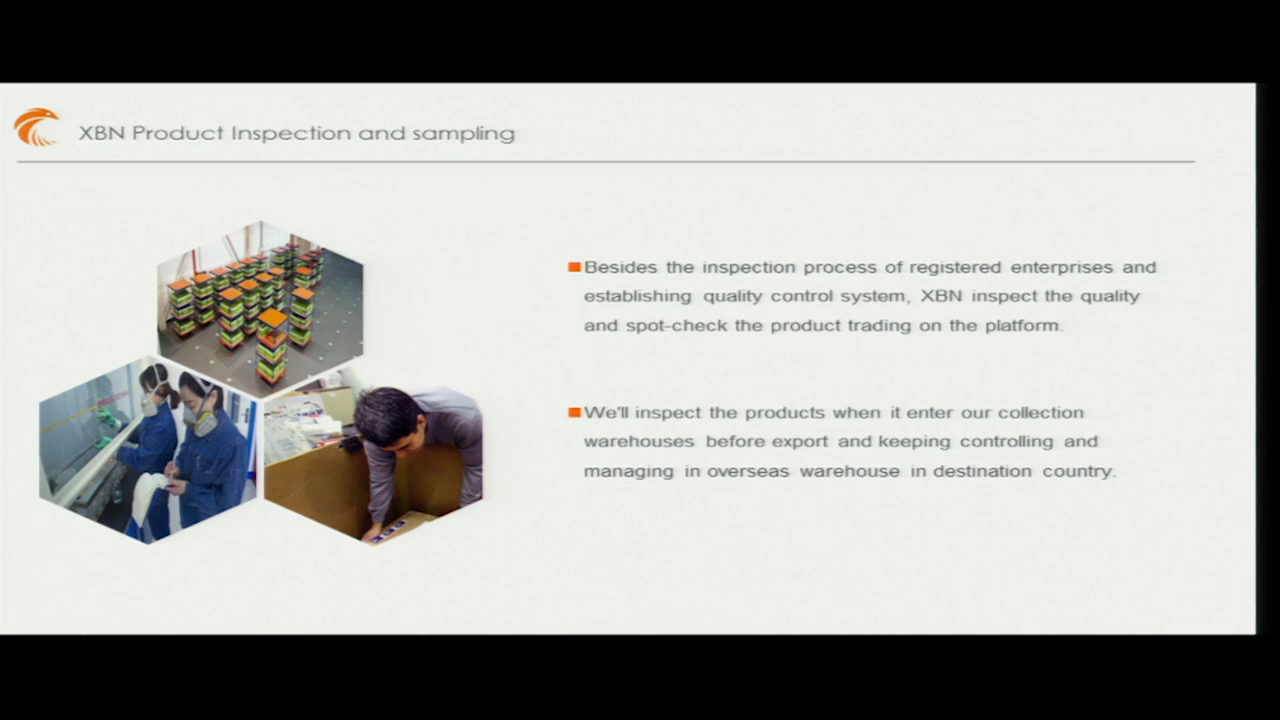 XBN Product Inspection and sampling
Besides the inspection process of registered enterprises and
establishing quality control system, XBN inspect the quality
and spot-check the product trading on the platform.
We'll inspect the products when it enter our collection
warehouses before export and keeping controlling and
managing in overseas warehouse in destination country.